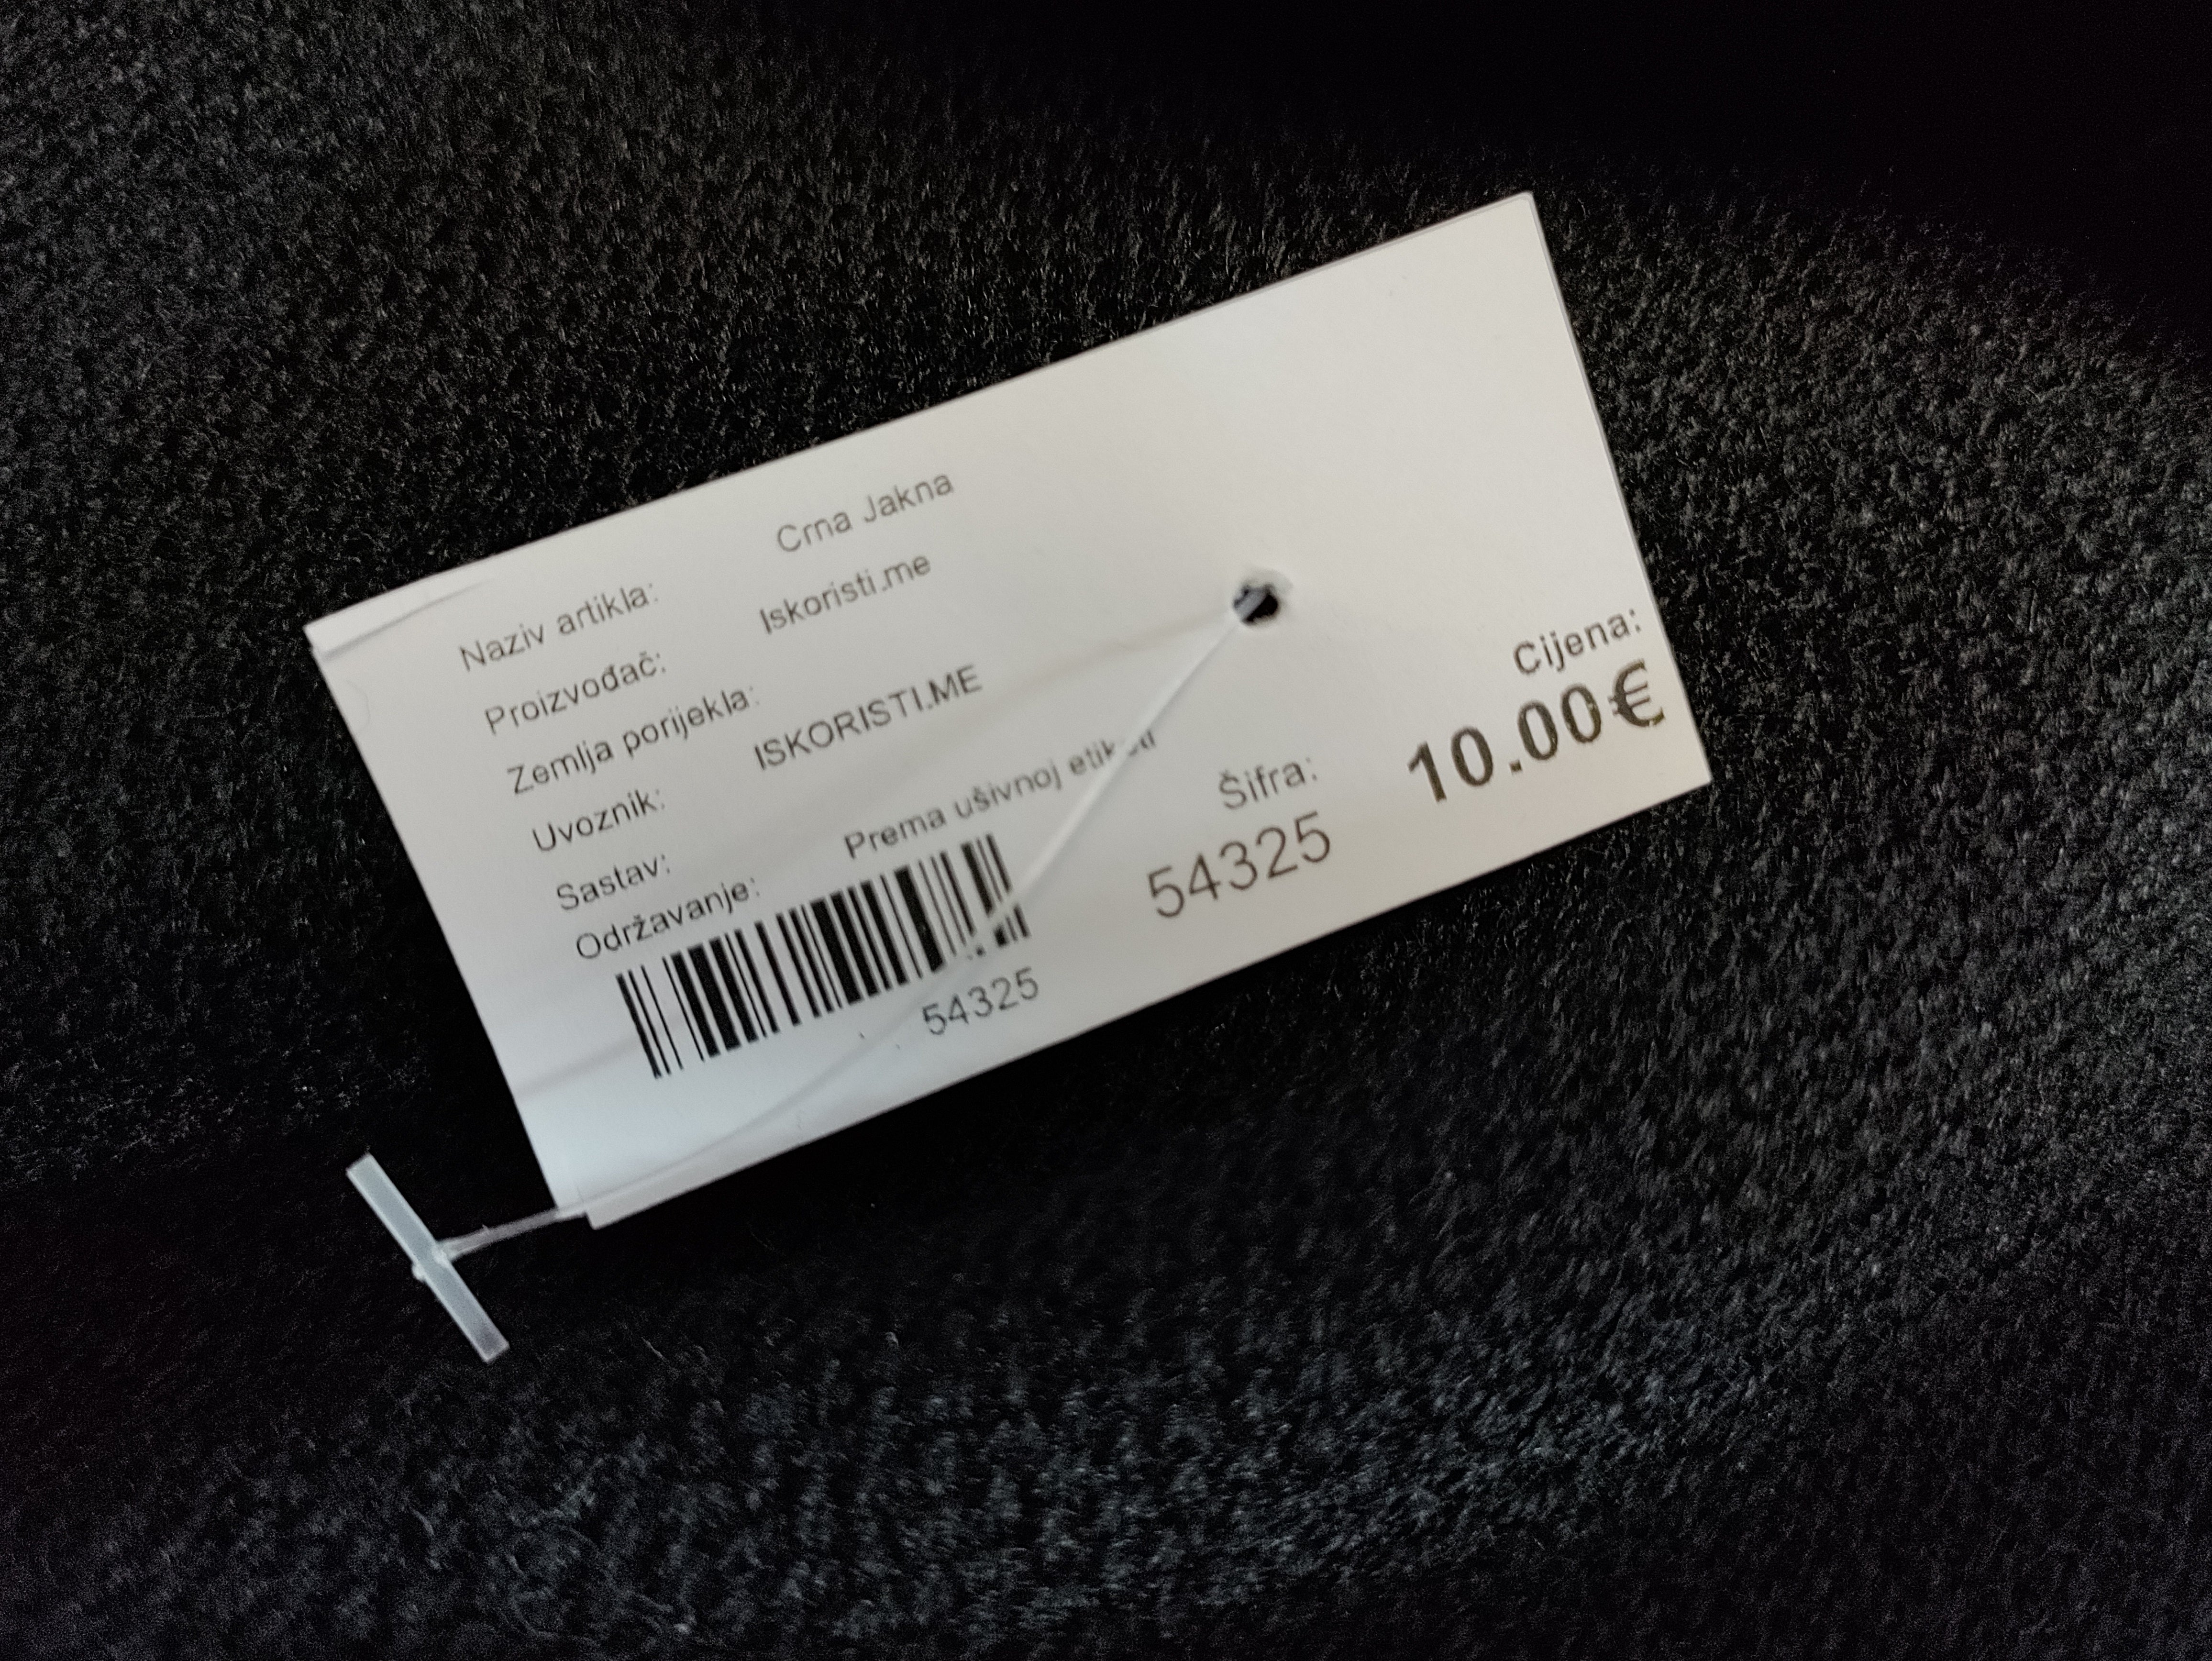 Naziv artikla: Crna Jakna
Proizvođač: Iskoristi.me
Zemlja porijekla:
Uvoznik: ISKORISTI.ME
Sastav:
Održavanje: Prema ušivnoj
54325
Šifra:
54325
Cijena:
10.00€